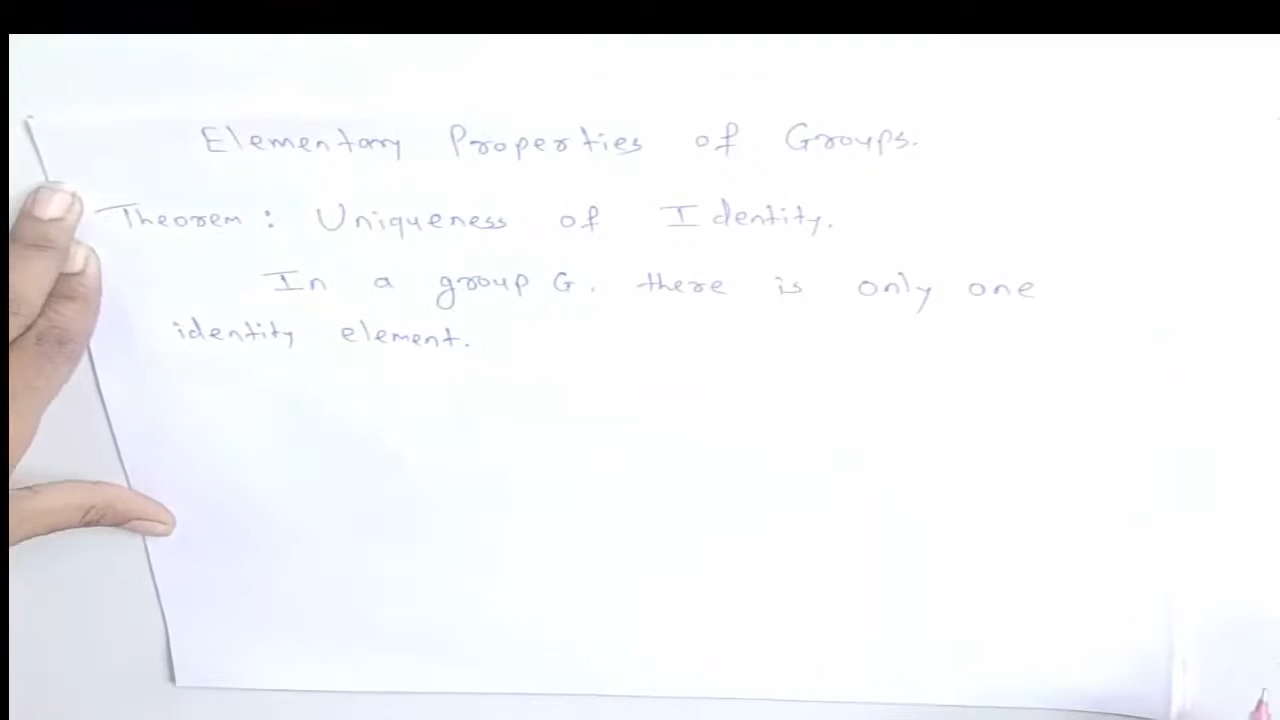 Elementary Properties of Groups.
Theorem: Uniqueness of Identity.
In a group G, there is only one
identity element.